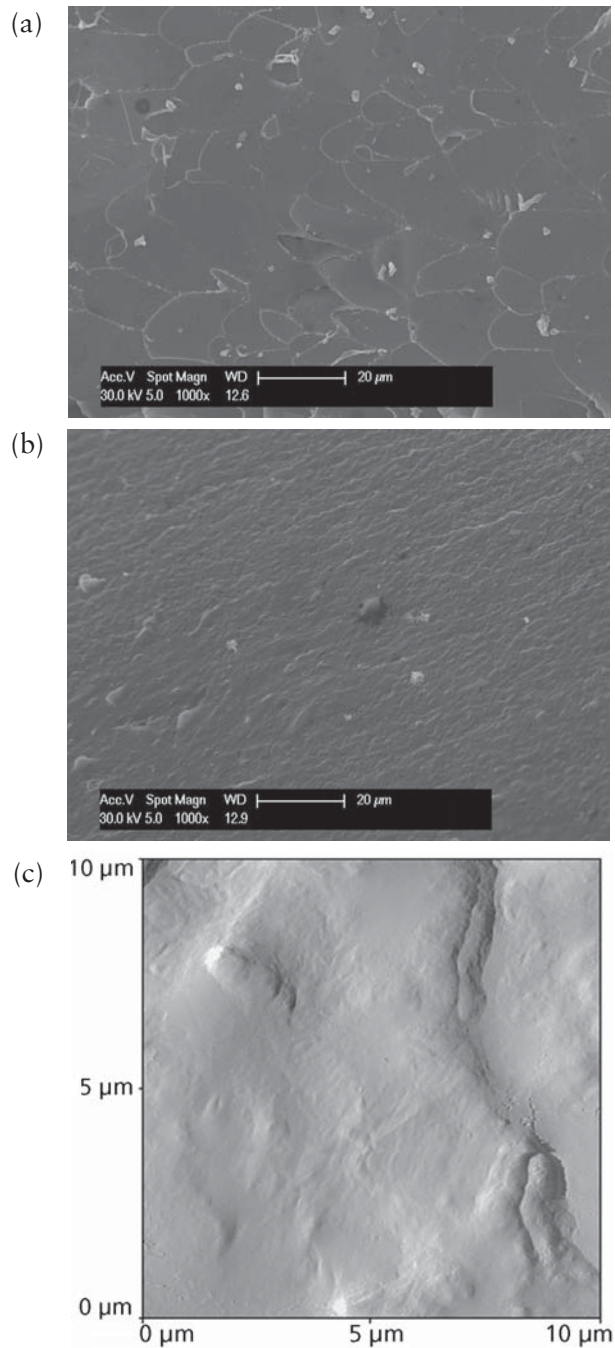 (a)
Acc.V Spot Magn WD 20 µm
30.0 kV 5.0 1000x 12.6
(b)
Acc.V Spot Magn WD 20 µm
30.0 kV 5.0 1000x 12.9
(c)
10 µm
5 µm
0 µm
0 µm 5 µm 10 µm